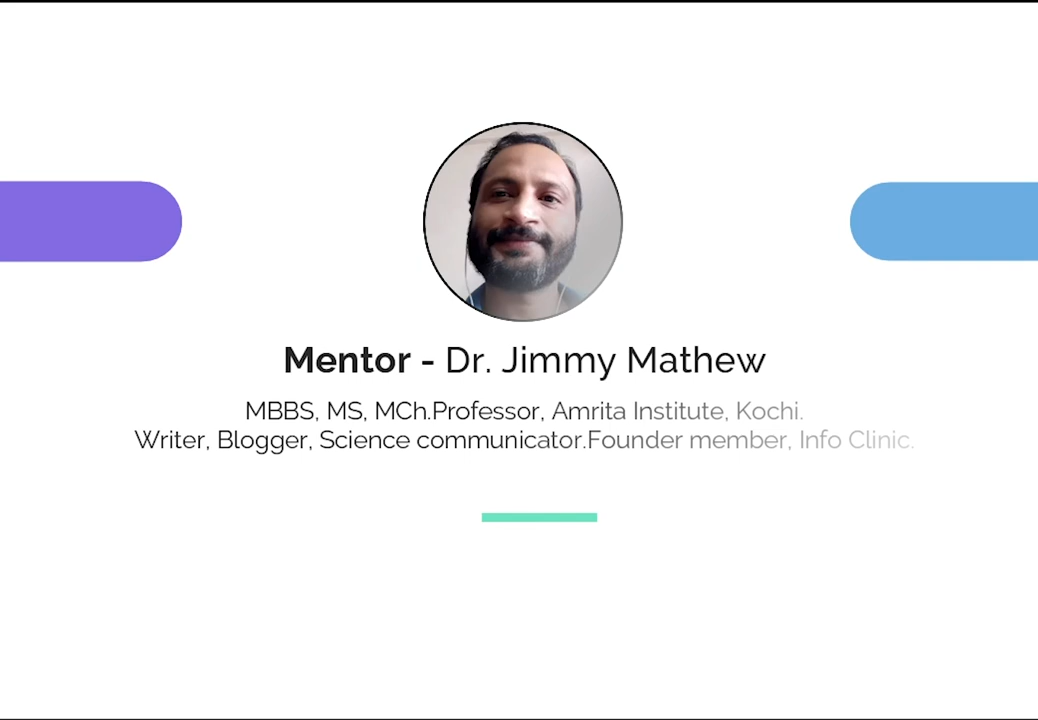 Mentor - Dr. Jimmy Mathew
MBBS, MS, MCh.Professor, Amrita Institute, Kochi.
Writer, Blogger, Science communicator.Founder member, Info Clinic.